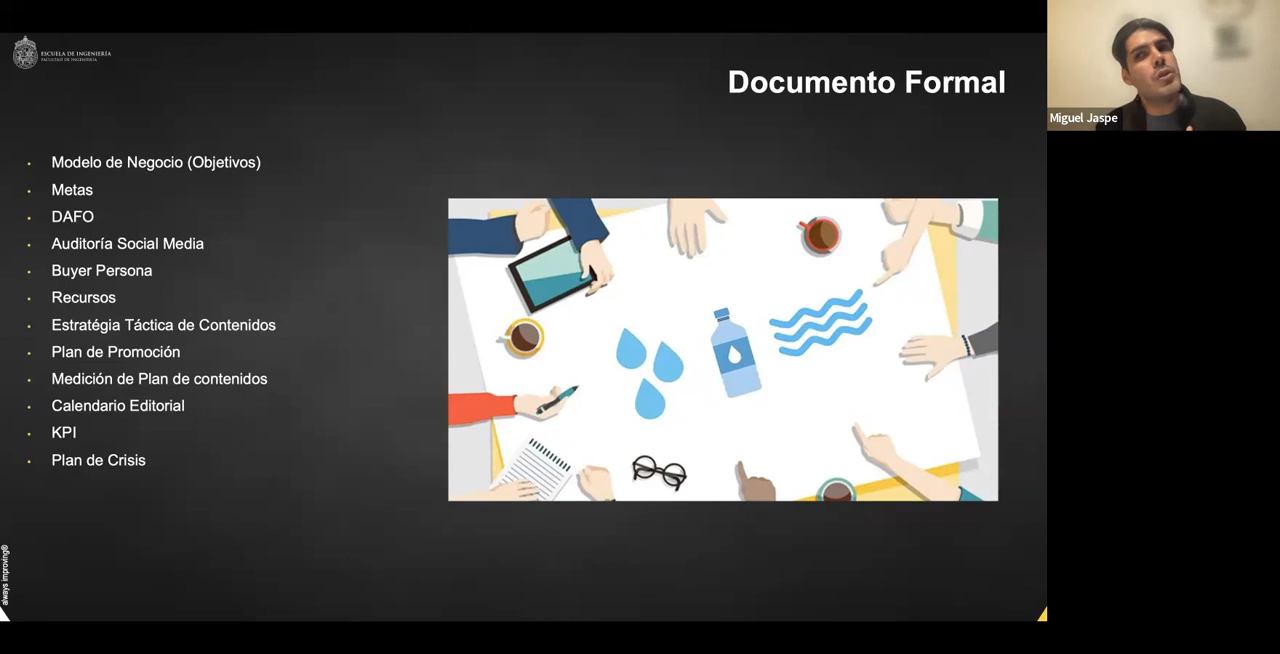 ESCUELA DE INGENIERÍA
FACULTAD DE INGENIERÍA
Documento Formal
Miguel Jaspe
• Modelo de Negocio (Objetivos)
• Metas
• DAFO
• Auditoría Social Media
• Buyer Persona
• Recursos
• Estratégia Táctica de Contenidos
• Plan de Promoción
• Medición de Plan de contenidos
• Calendario Editorial
• KPI
• Plan de Crisis
always improving®